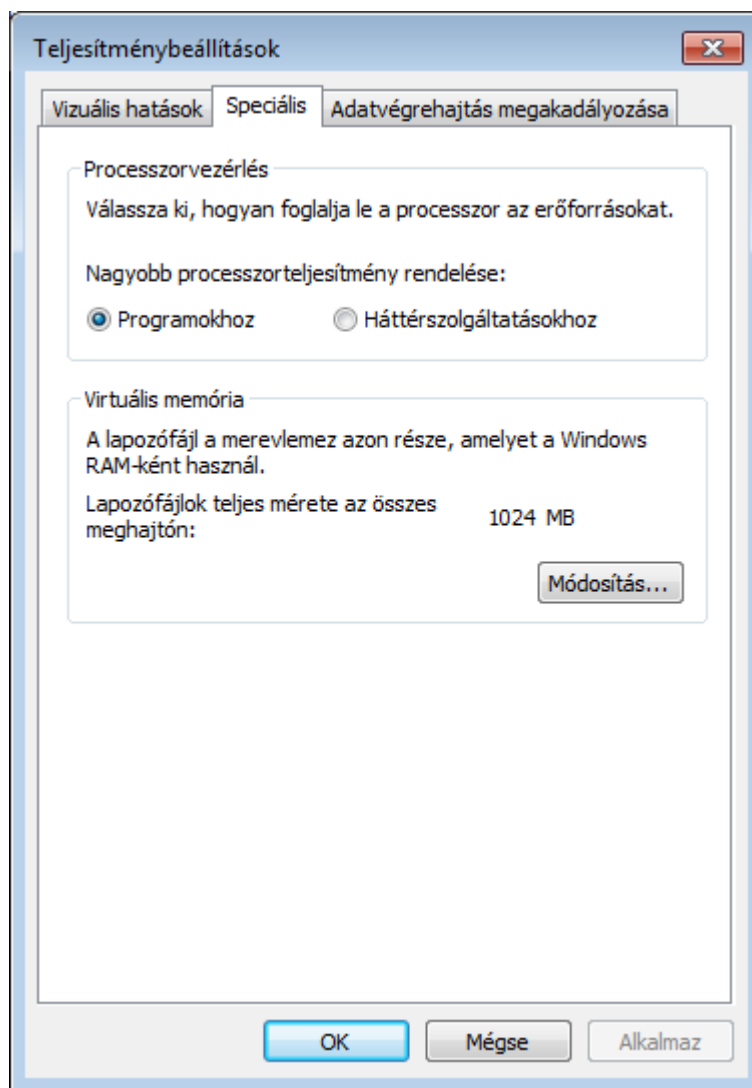 Teljesítménybeállítások
Vizuális hatások
Speciális
Adatvégrehajtás megakadályozása
Processzorvezérlés
Válassza ki, hogyan foglalja le a processzor az erőforrásokat.
Nagyobb processzorteljesítmény rendelése:
Programokhoz
Háttérszolgáltatásokhoz
Virtuális memória
A lapozófájl a merevlemez azon része, amelyet a Windows
RAM-ként használ.
Lapozófájlok teljes mérete az összes
meghajtón:
1024 MB
Módosítás...
OK
Mégse
Alkalmaz